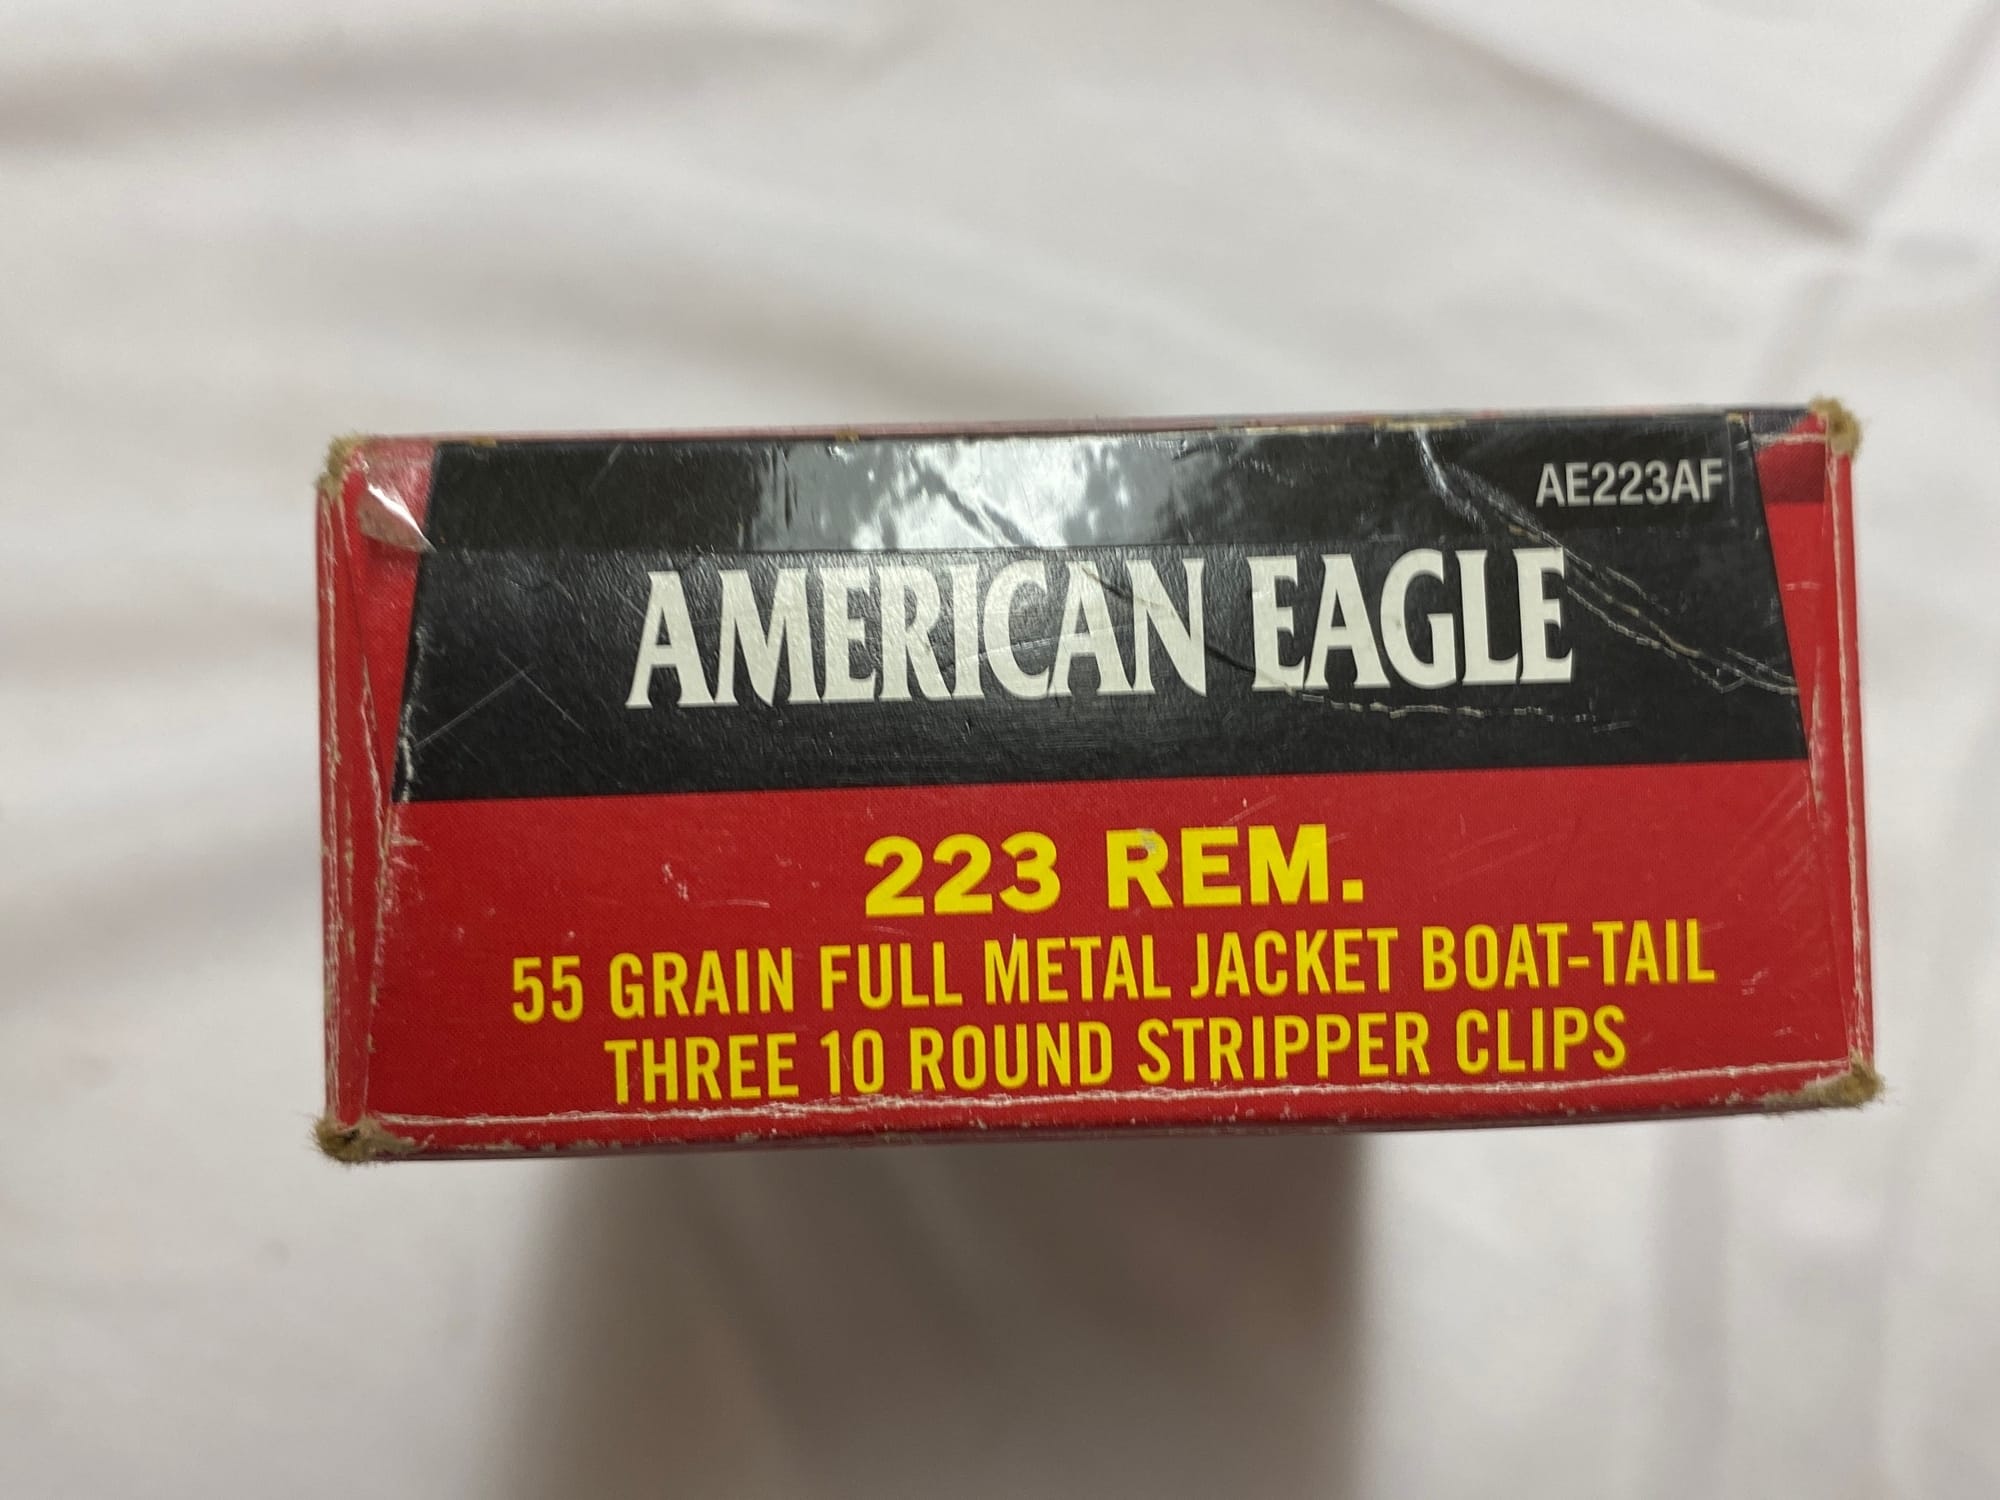 AE223AF
AMERICAN EAGLE
223 REM.
55 GRAIN FULL METAL JACKET BOAT-TAIL
THREE 10 ROUND STRIPPER CLIPS